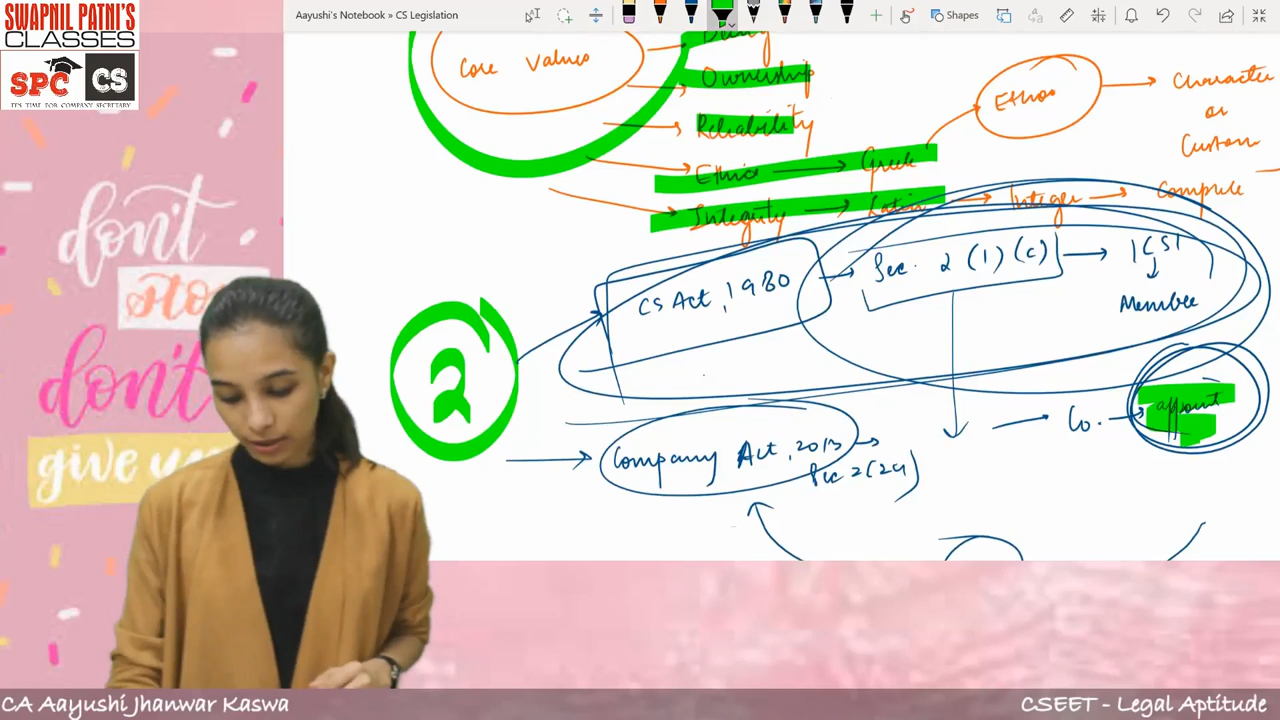 SWAPNIL PATNI'S
CLASSES
SPC CS
IT'S TIME FOR COMPANY SECRETARY
Aayushi's Notebook » CS Legislation
Shapes
Core Values
Ownership
Reliability
Ethics → Greek
Ethos
Character
or
Custom
Integrity → Latin → Integer → Compule
CS Act, 1980 → Sec. 2 (1) (c) → ICSI
Member
2
→ Co. → appoint
Company Act, 2013 →
Sec 2(24)
don't
don't
CA Aayushi Jhanwar Kaswa
CSEET - Legal Aptitude